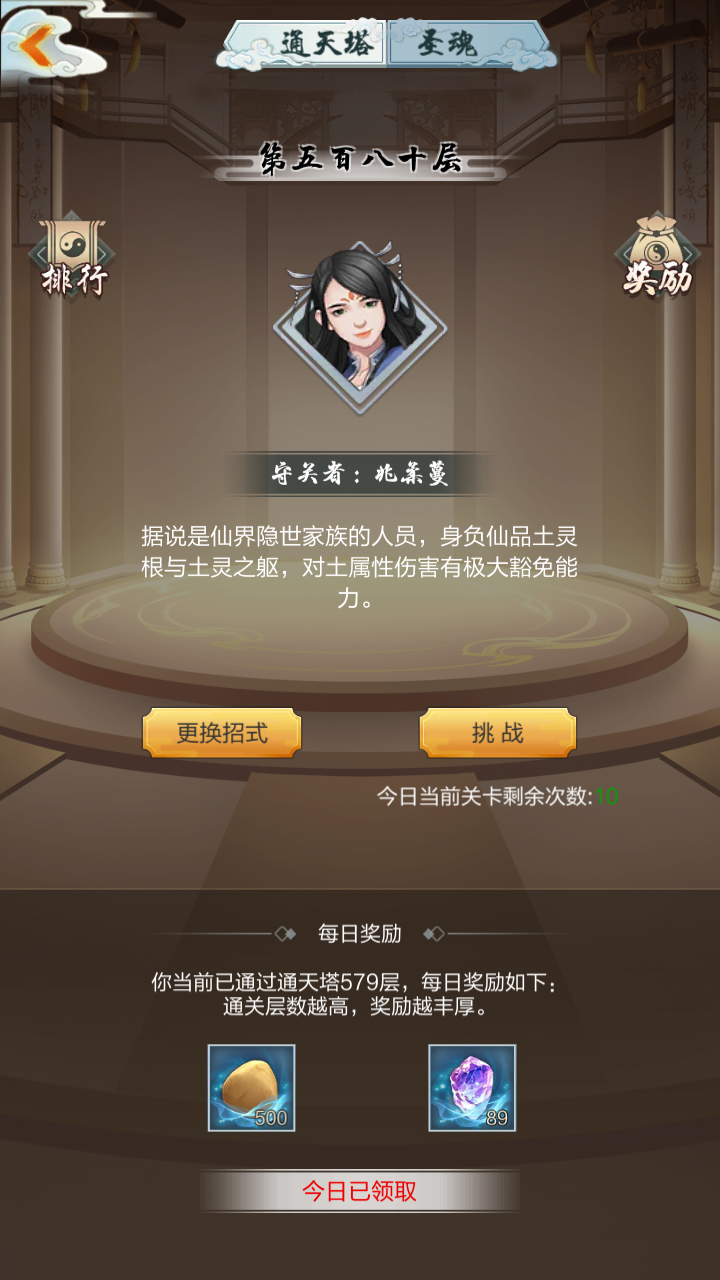 通天塔
圣魂
第五百八十层
排行
奖励
守关者：兆柔蔓
据说是仙界隐世家族的人员，身负仙品土灵
根与土灵之躯，对土属性伤害有极大豁免能
力。
更换招式
挑战
今日当前关卡剩余次数:10
每日奖励
你当前已通过通天塔579层，每日奖励如下：
通关层数越高，奖励越丰厚。
500
89
今日已领取